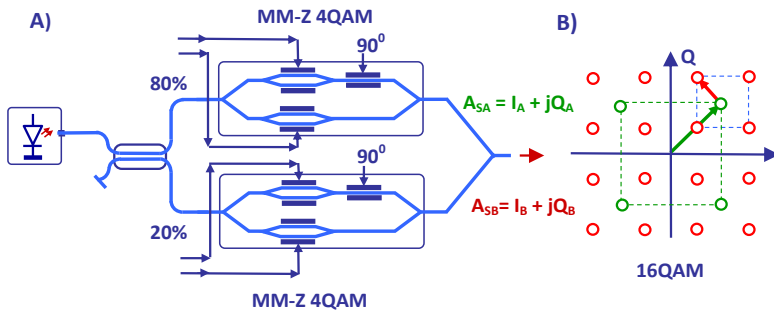 A)
MM-Z 4QAM
90⁰
80%
A_SA = I_A + jQ_A
90⁰
A_SB= I_B + jQ_B
20%
MM-Z 4QAM
B)
Q
16QAM